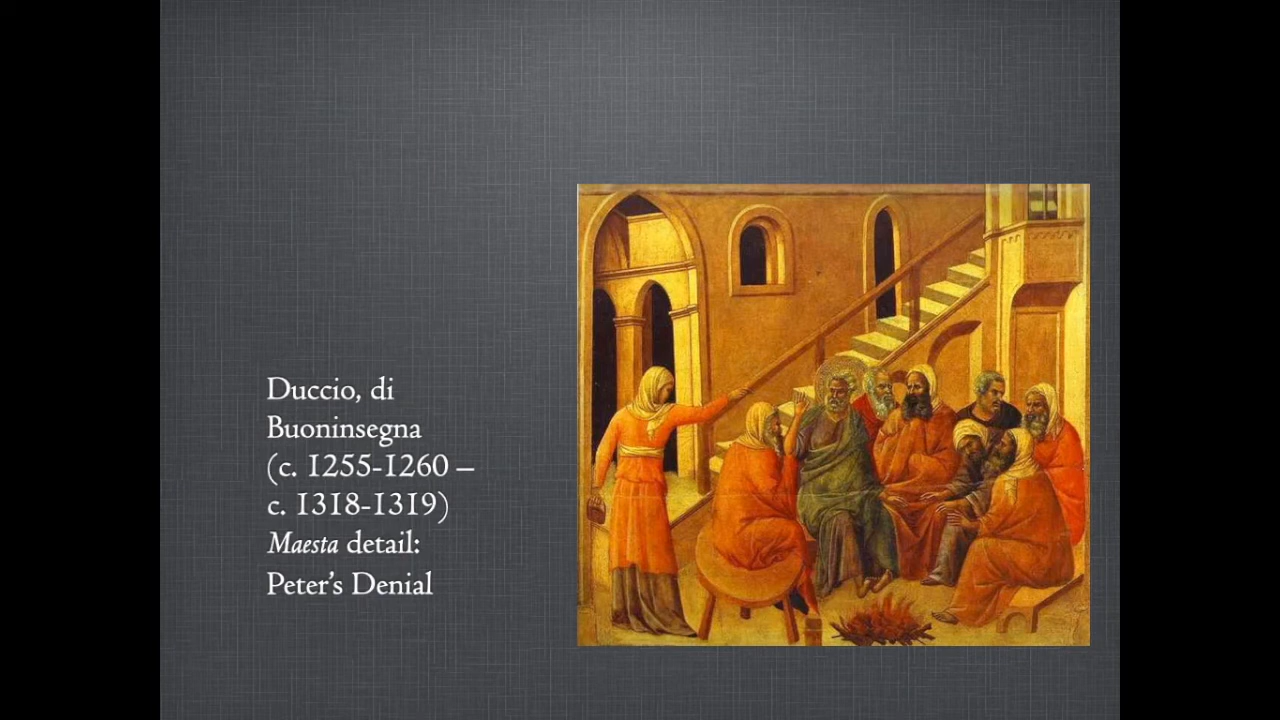 Duccio, di
Buoninsegna
(c. 1255-1260 –
c. 1318-1319)
Maesta detail:
Peter’s Denial